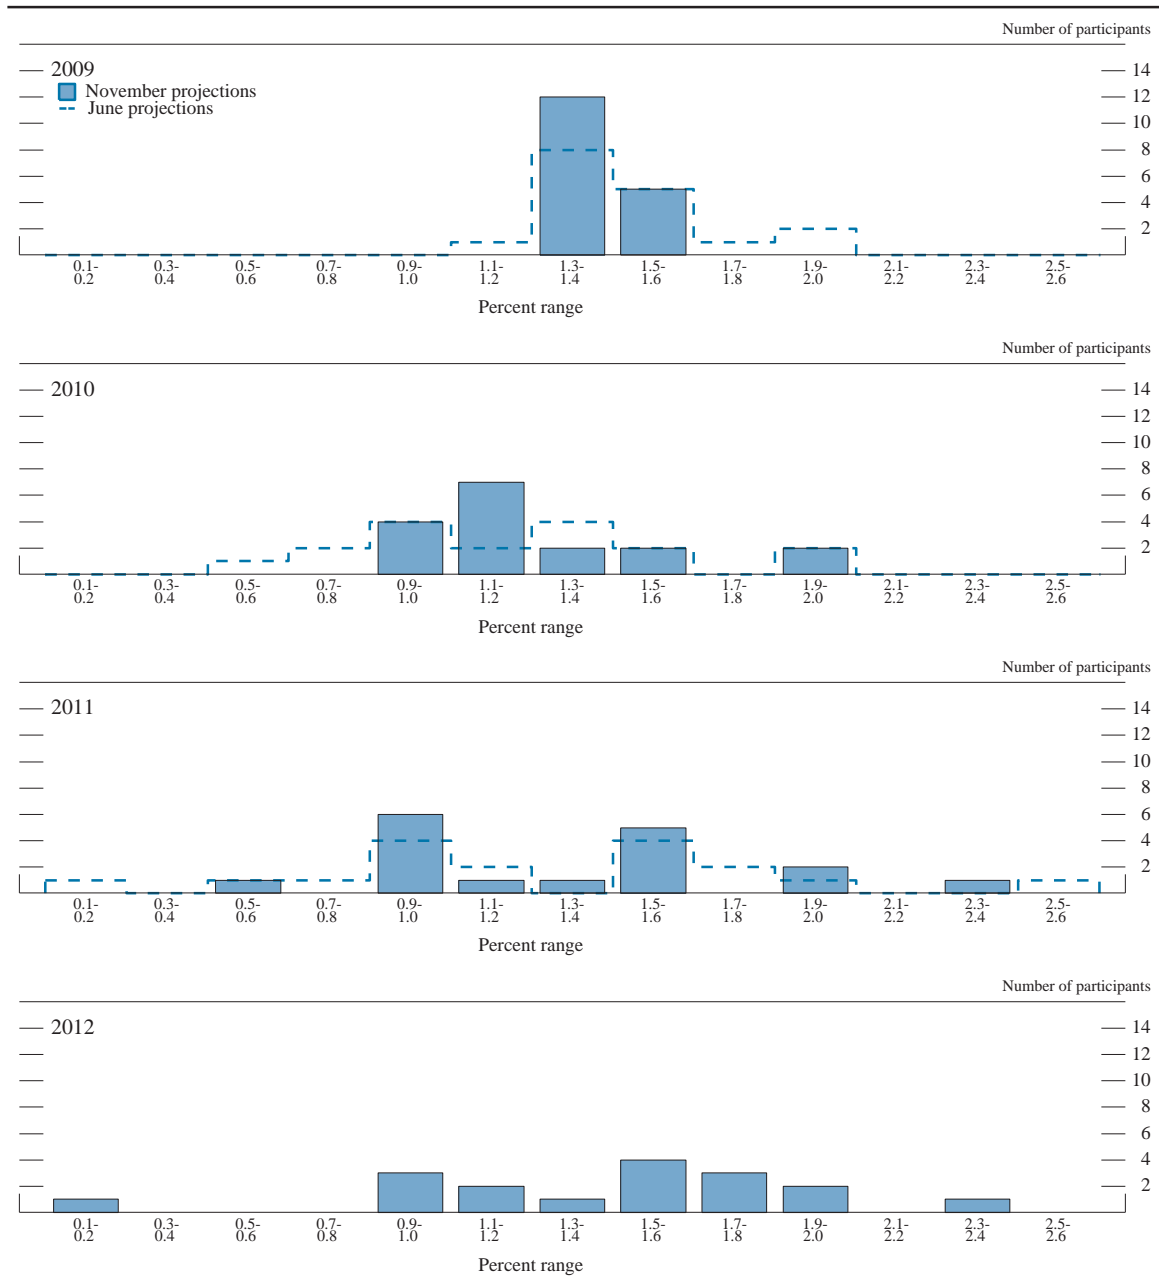 Number of participants
2009
November projections
June projections
14
12
10
8
6
4
2
0.1- 0.3- 0.5- 0.7- 0.9- 1.1- 1.3- 1.5- 1.7- 1.9- 2.1- 2.3- 2.5-
0.2 0.4 0.6 0.8 1.0 1.2 1.4 1.6 1.8 2.0 2.2 2.4 2.6
Percent range
Number of participants
2010
14
12
10
8
6
4
2
0.1- 0.3- 0.5- 0.7- 0.9- 1.1- 1.3- 1.5- 1.7- 1.9- 2.1- 2.3- 2.5-
0.2 0.4 0.6 0.8 1.0 1.2 1.4 1.6 1.8 2.0 2.2 2.4 2.6
Percent range
Number of participants
2011
14
12
10
8
6
4
2
0.1- 0.3- 0.5- 0.7- 0.9- 1.1- 1.3- 1.5- 1.7- 1.9- 2.1- 2.3- 2.5-
0.2 0.4 0.6 0.8 1.0 1.2 1.4 1.6 1.8 2.0 2.2 2.4 2.6
Percent range
Number of participants
2012
14
12
10
8
6
4
2
0.1- 0.3- 0.5- 0.7- 0.9- 1.1- 1.3- 1.5- 1.7- 1.9- 2.1- 2.3- 2.5-
0.2 0.4 0.6 0.8 1.0 1.2 1.4 1.6 1.8 2.0 2.2 2.4 2.6
Percent range